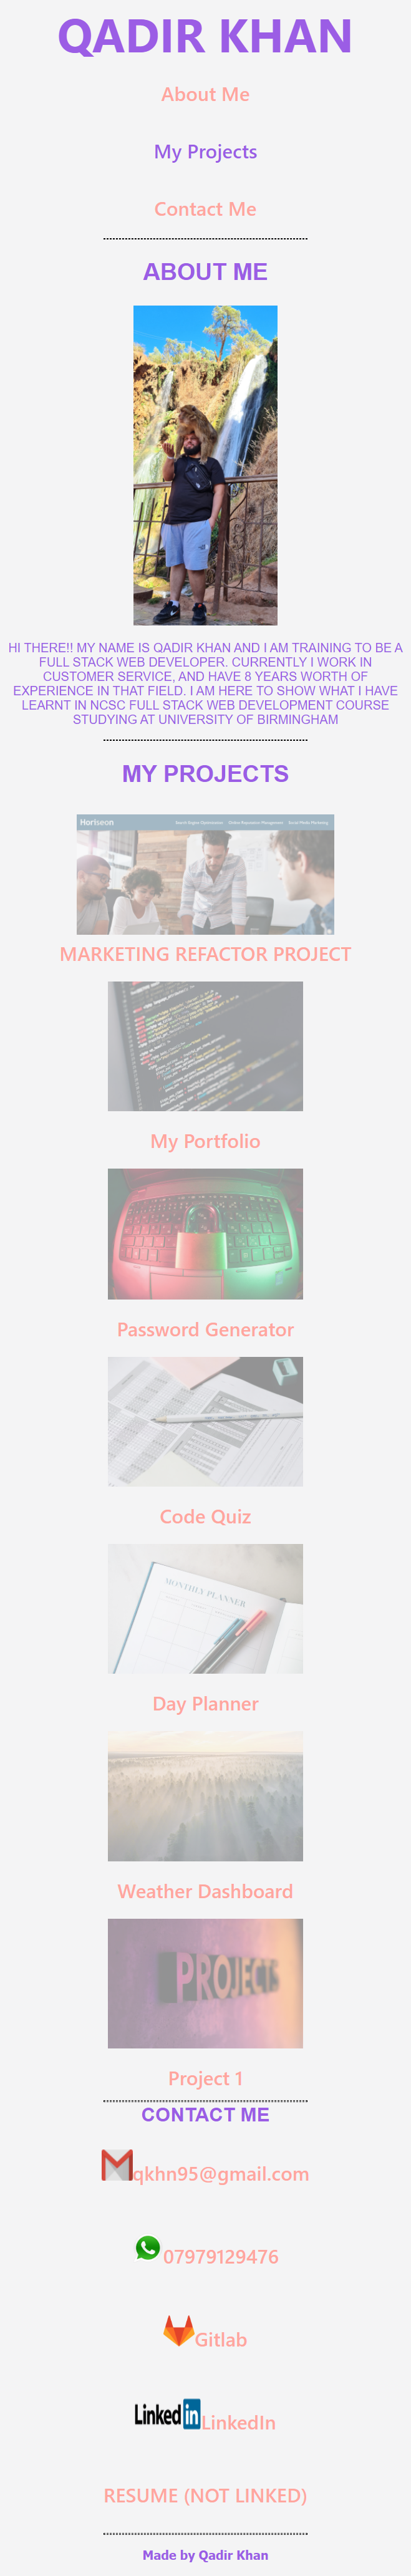 QADIR KHAN
About Me
My Projects
Contact Me
ABOUT ME
HI THERE!! MY NAME IS QADIR KHAN AND I AM TRAINING TO BE A
FULL STACK WEB DEVELOPER. CURRENTLY I WORK IN
CUSTOMER SERVICE, AND HAVE 8 YEARS WORTH OF
EXPERIENCE IN THAT FIELD. I AM HERE TO SHOW WHAT I HAVE
LEARNT IN NCSC FULL STACK WEB DEVELOPMENT COURSE
STUDYING AT UNIVERSITY OF BIRMINGHAM
MY PROJECTS
Horiseon Search Engine Optimization Online Reputation Management Social Media Marketing
MARKETING REFACTOR PROJECT
My Portfolio
Password Generator
Code Quiz
MONTHLY PLANNER
Day Planner
Weather Dashboard
PROJECTS
Project 1
CONTACT ME
qkhn95@gmail.com
07979129476
Gitlab
Linked in LinkedIn
RESUME (NOT LINKED)
Made by Qadir Khan